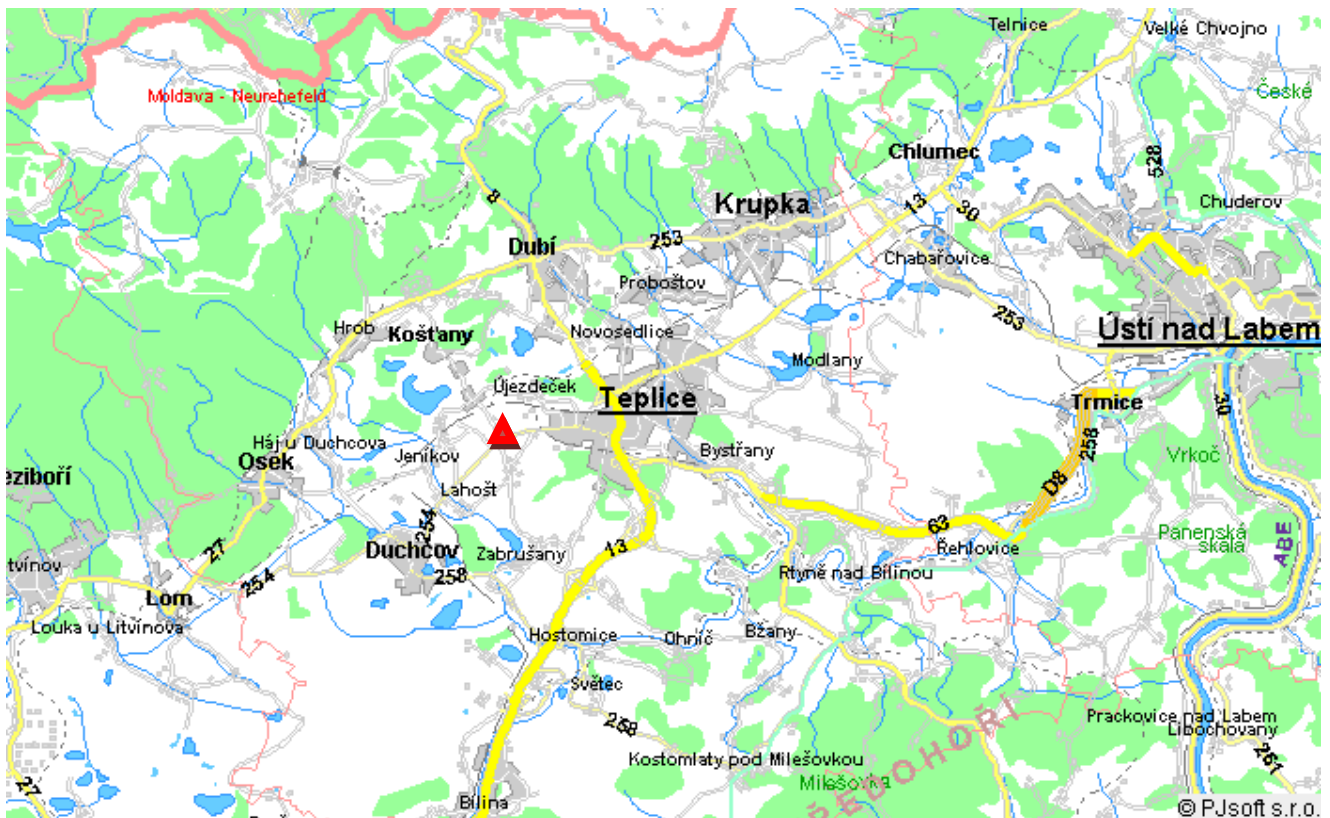 Telnice
Velké Chvojno
Moldava - Neurehefeld
České
Chlumec
528
8
Krupka
13
30
Chuderov
Dubí
253
Chabařovice
Proboštov
253
Hrob
Košťany
Novosedlice
Ústí nad Labem
Modlany
Újezdeček
Teplice
Trmice
30
Háj u Duchcova
Jeníkov
Bystřany
258
Vrkoč
Osek
eziboří
Lahošť
D8
254
63
Panenská
skála
ABE
Duchcov
Zabrušany
13
Řehlovice
27
tvínov
254
258
Rtyně nad Bílinou
Lom
Louka u Litvínova
Hostomice
Ohníč
Bžany
Světec
258
Prackovice nad Labem
Libochovany
261
Kostomlaty pod Milešovkou
Milešovka
ŘEDOHOŘÍ
27
Bílina
© PJsoft s.r.o.